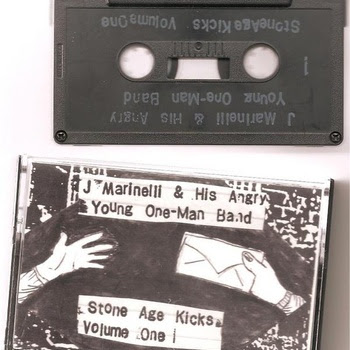 StoneAge Kicks Volume One
1
Young One-Man Band
J Marinelli & His Angry
J Marinelli & His Angry
Young One-Man Band
Stone Age Kicks
Volume One